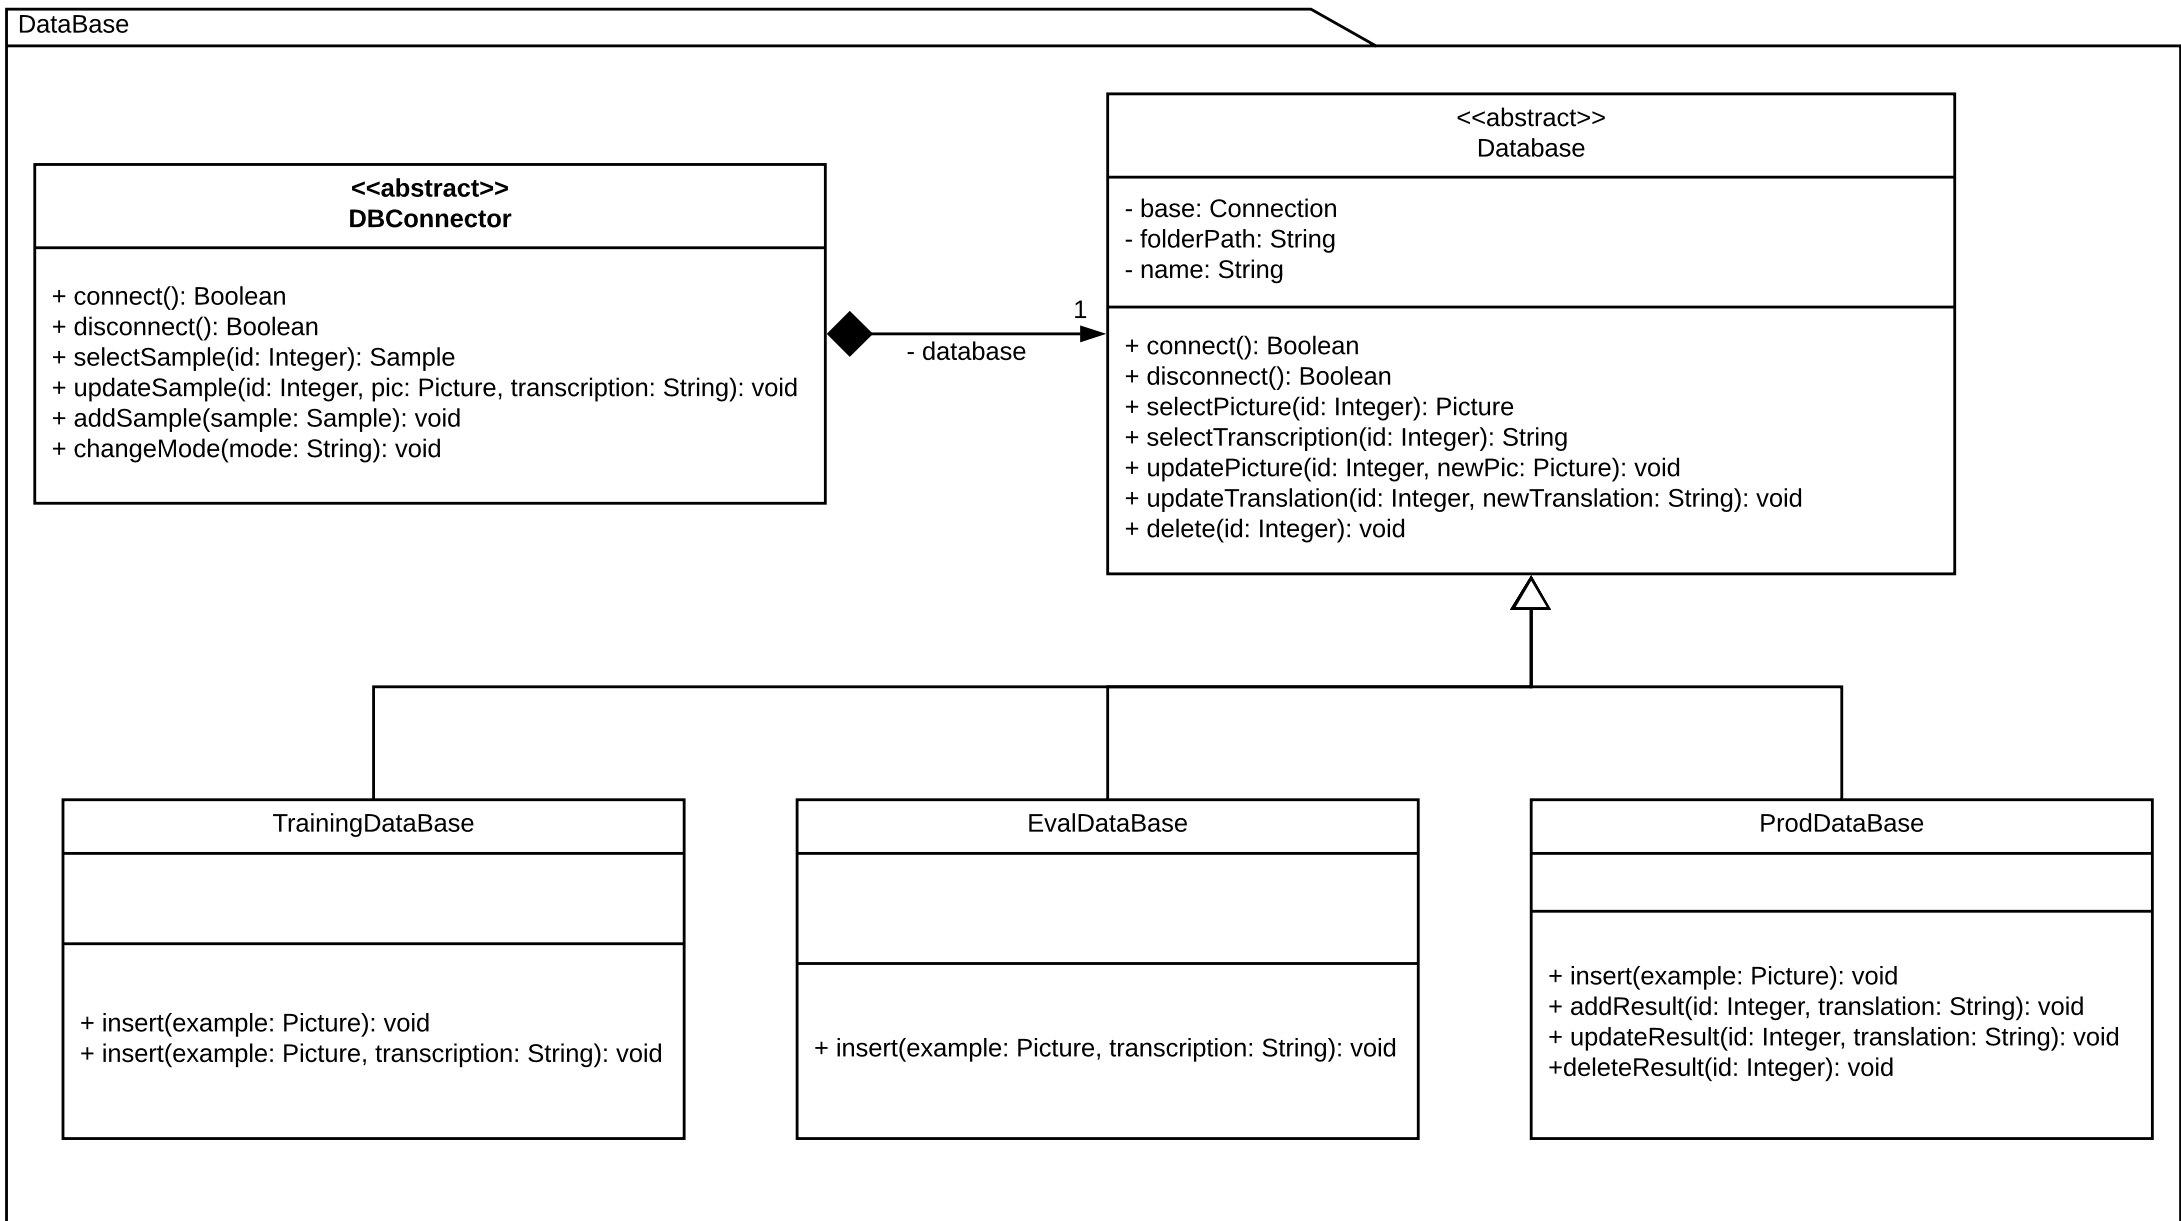 DataBase
<<abstract>>
DBConnector
+ connect(): Boolean
+ disconnect(): Boolean
+ selectSample(id: Integer): Sample
+ updateSample(id: Integer, pic: Picture, transcription: String): void
+ addSample(sample: Sample): void
+ changeMode(mode: String): void
1
- database
<<abstract>>
Database
- base: Connection
- folderPath: String
- name: String
+ connect(): Boolean
+ disconnect(): Boolean
+ selectPicture(id: Integer): Picture
+ selectTranscription(id: Integer): String
+ updatePicture(id: Integer, newPic: Picture): void
+ updateTranslation(id: Integer, newTranslation: String): void
+ delete(id: Integer): void
TrainingDataBase
+ insert(example: Picture): void
+ insert(example: Picture, transcription: String): void
EvalDataBase
+ insert(example: Picture, transcription: String): void
ProdDataBase
+ insert(example: Picture): void
+ addResult(id: Integer, translation: String): void
+ updateResult(id: Integer, translation: String): void
+deleteResult(id: Integer): void